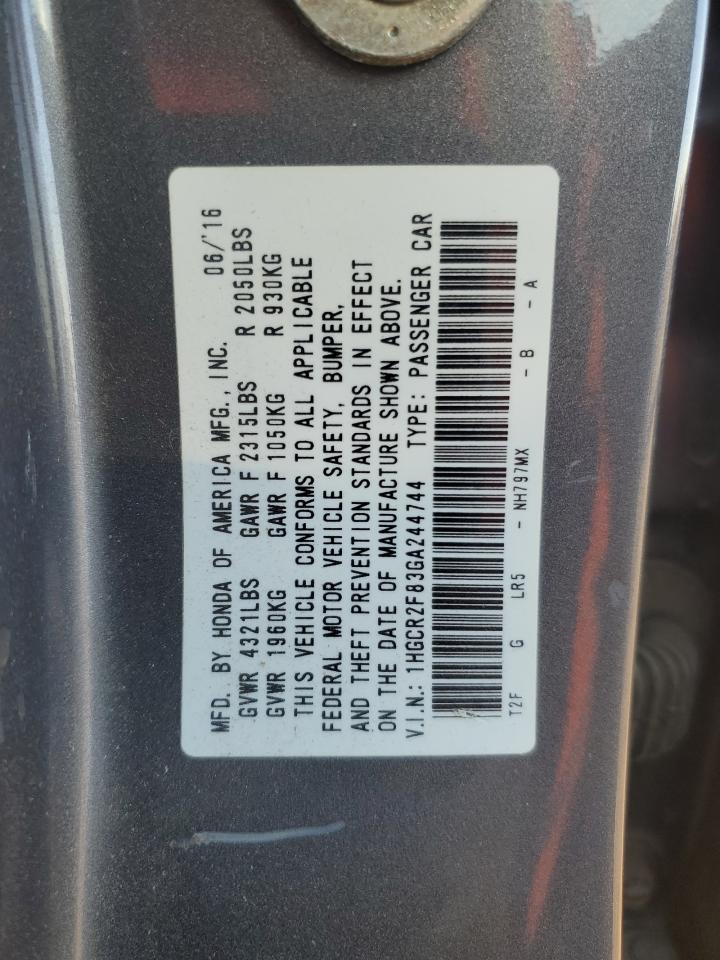 MFD. BY HONDA OF AMERICA MFG., INC. 06/'16
GVWR 4321LBS GAWR F 2315LBS R 2050LBS
GVWR 1960KG GAWR F 1050KG R 930KG
THIS VEHICLE CONFORMS TO ALL APPLICABLE
FEDERAL MOTOR VEHICLE SAFETY, BUMPER,
AND THEFT PREVENTION STANDARDS IN EFFECT
ON THE DATE OF MANUFACTURE SHOWN ABOVE.
V.I.N.: 1HGCR2F83GA244744 TYPE: PASSENGER CAR
T2F G LR5 - NH797MX - B - A